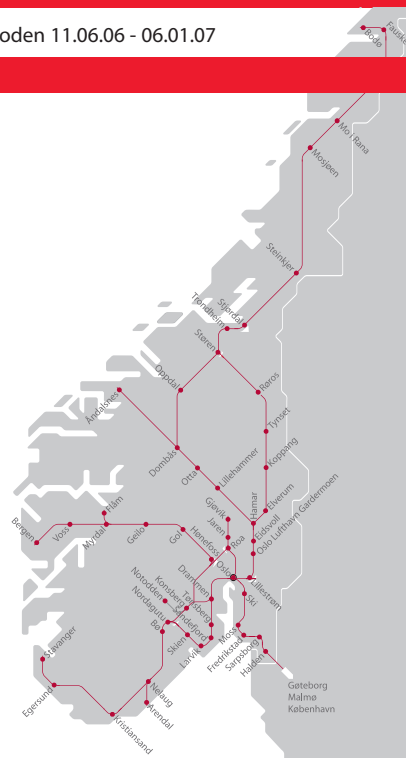 oden 11.06.06 - 06.01.07
Bodø
Fauske
Mo i Rana
Mosjøen
Steinkjer
Stjørdal
Trondheim
Støren
Oppdal
Røros
Åndalsnes
Tynset
Dombås
Koppang
Otta
Lillehammer
Elverum
Hamar
Gjøvik
Jaren
Roa
Eidsvoll
Oslo Lufthavn Gardermoen
Flåm
Bergen
Voss
Myrdal
Geilo
Gol
Hønefoss
Oslo
Lillestrøm
Ski
Drammen
Notodden
Kongsberg
Nordagutu
Tønsberg
Sandefjord
Bø
Skien
Larvik
Moss
Fredrikstad
Sarpsborg
Halden
Stavanger
Egersund
Nelaug
Arendal
Kristiansand
Gøteborg
Malmø
København